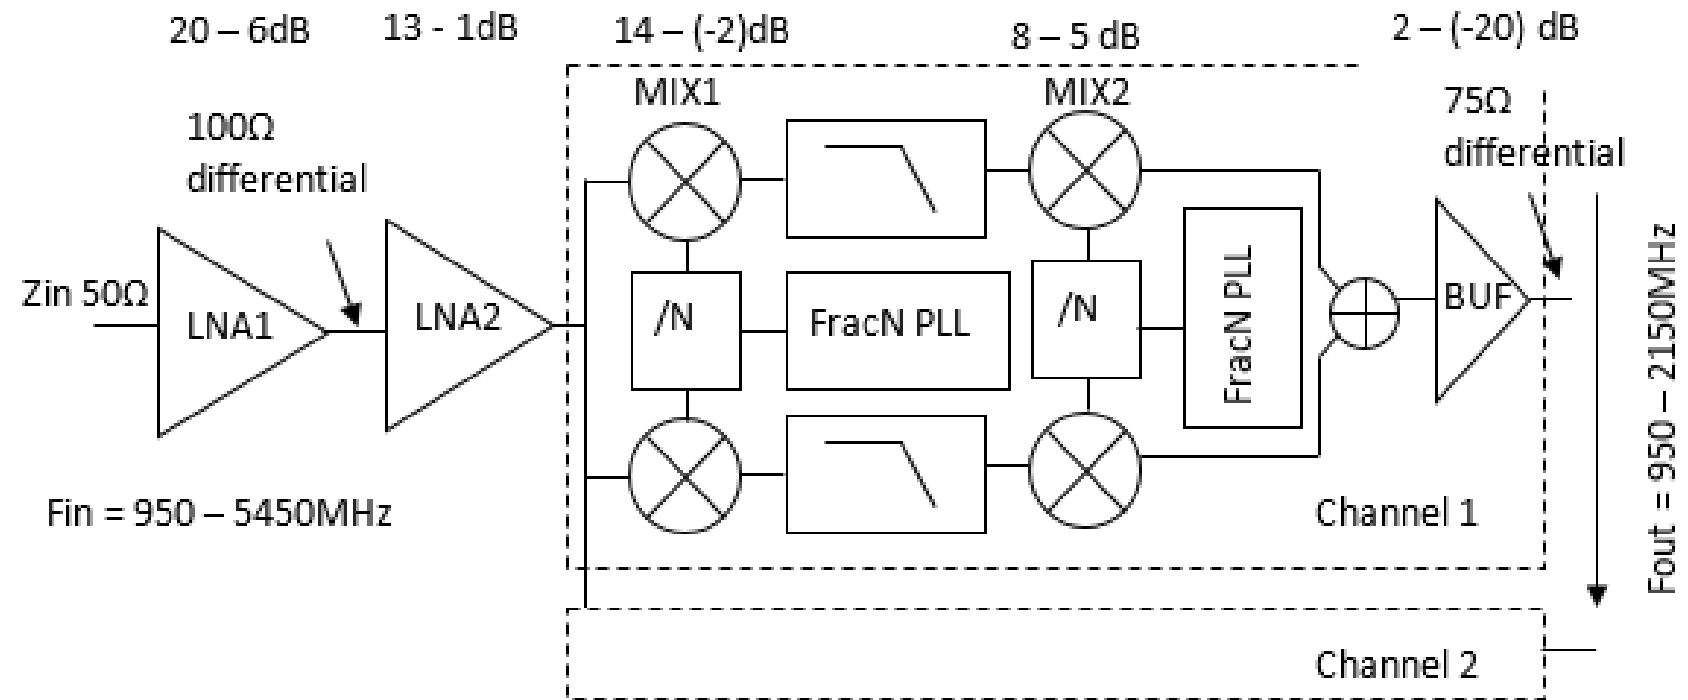 20 – 6dB
13 - 1dB
14 – (-2)dB
8 – 5 dB
2 – (-20) dB
MIX1
MIX2
75Ω
differential
100Ω
differential
Zin 50Ω
LNA1
LNA2
/N
FracN PLL
/N
FracN PLL
BUF
Fout = 950 – 2150MHz
Fin = 950 – 5450MHz
Channel 1
Channel 2